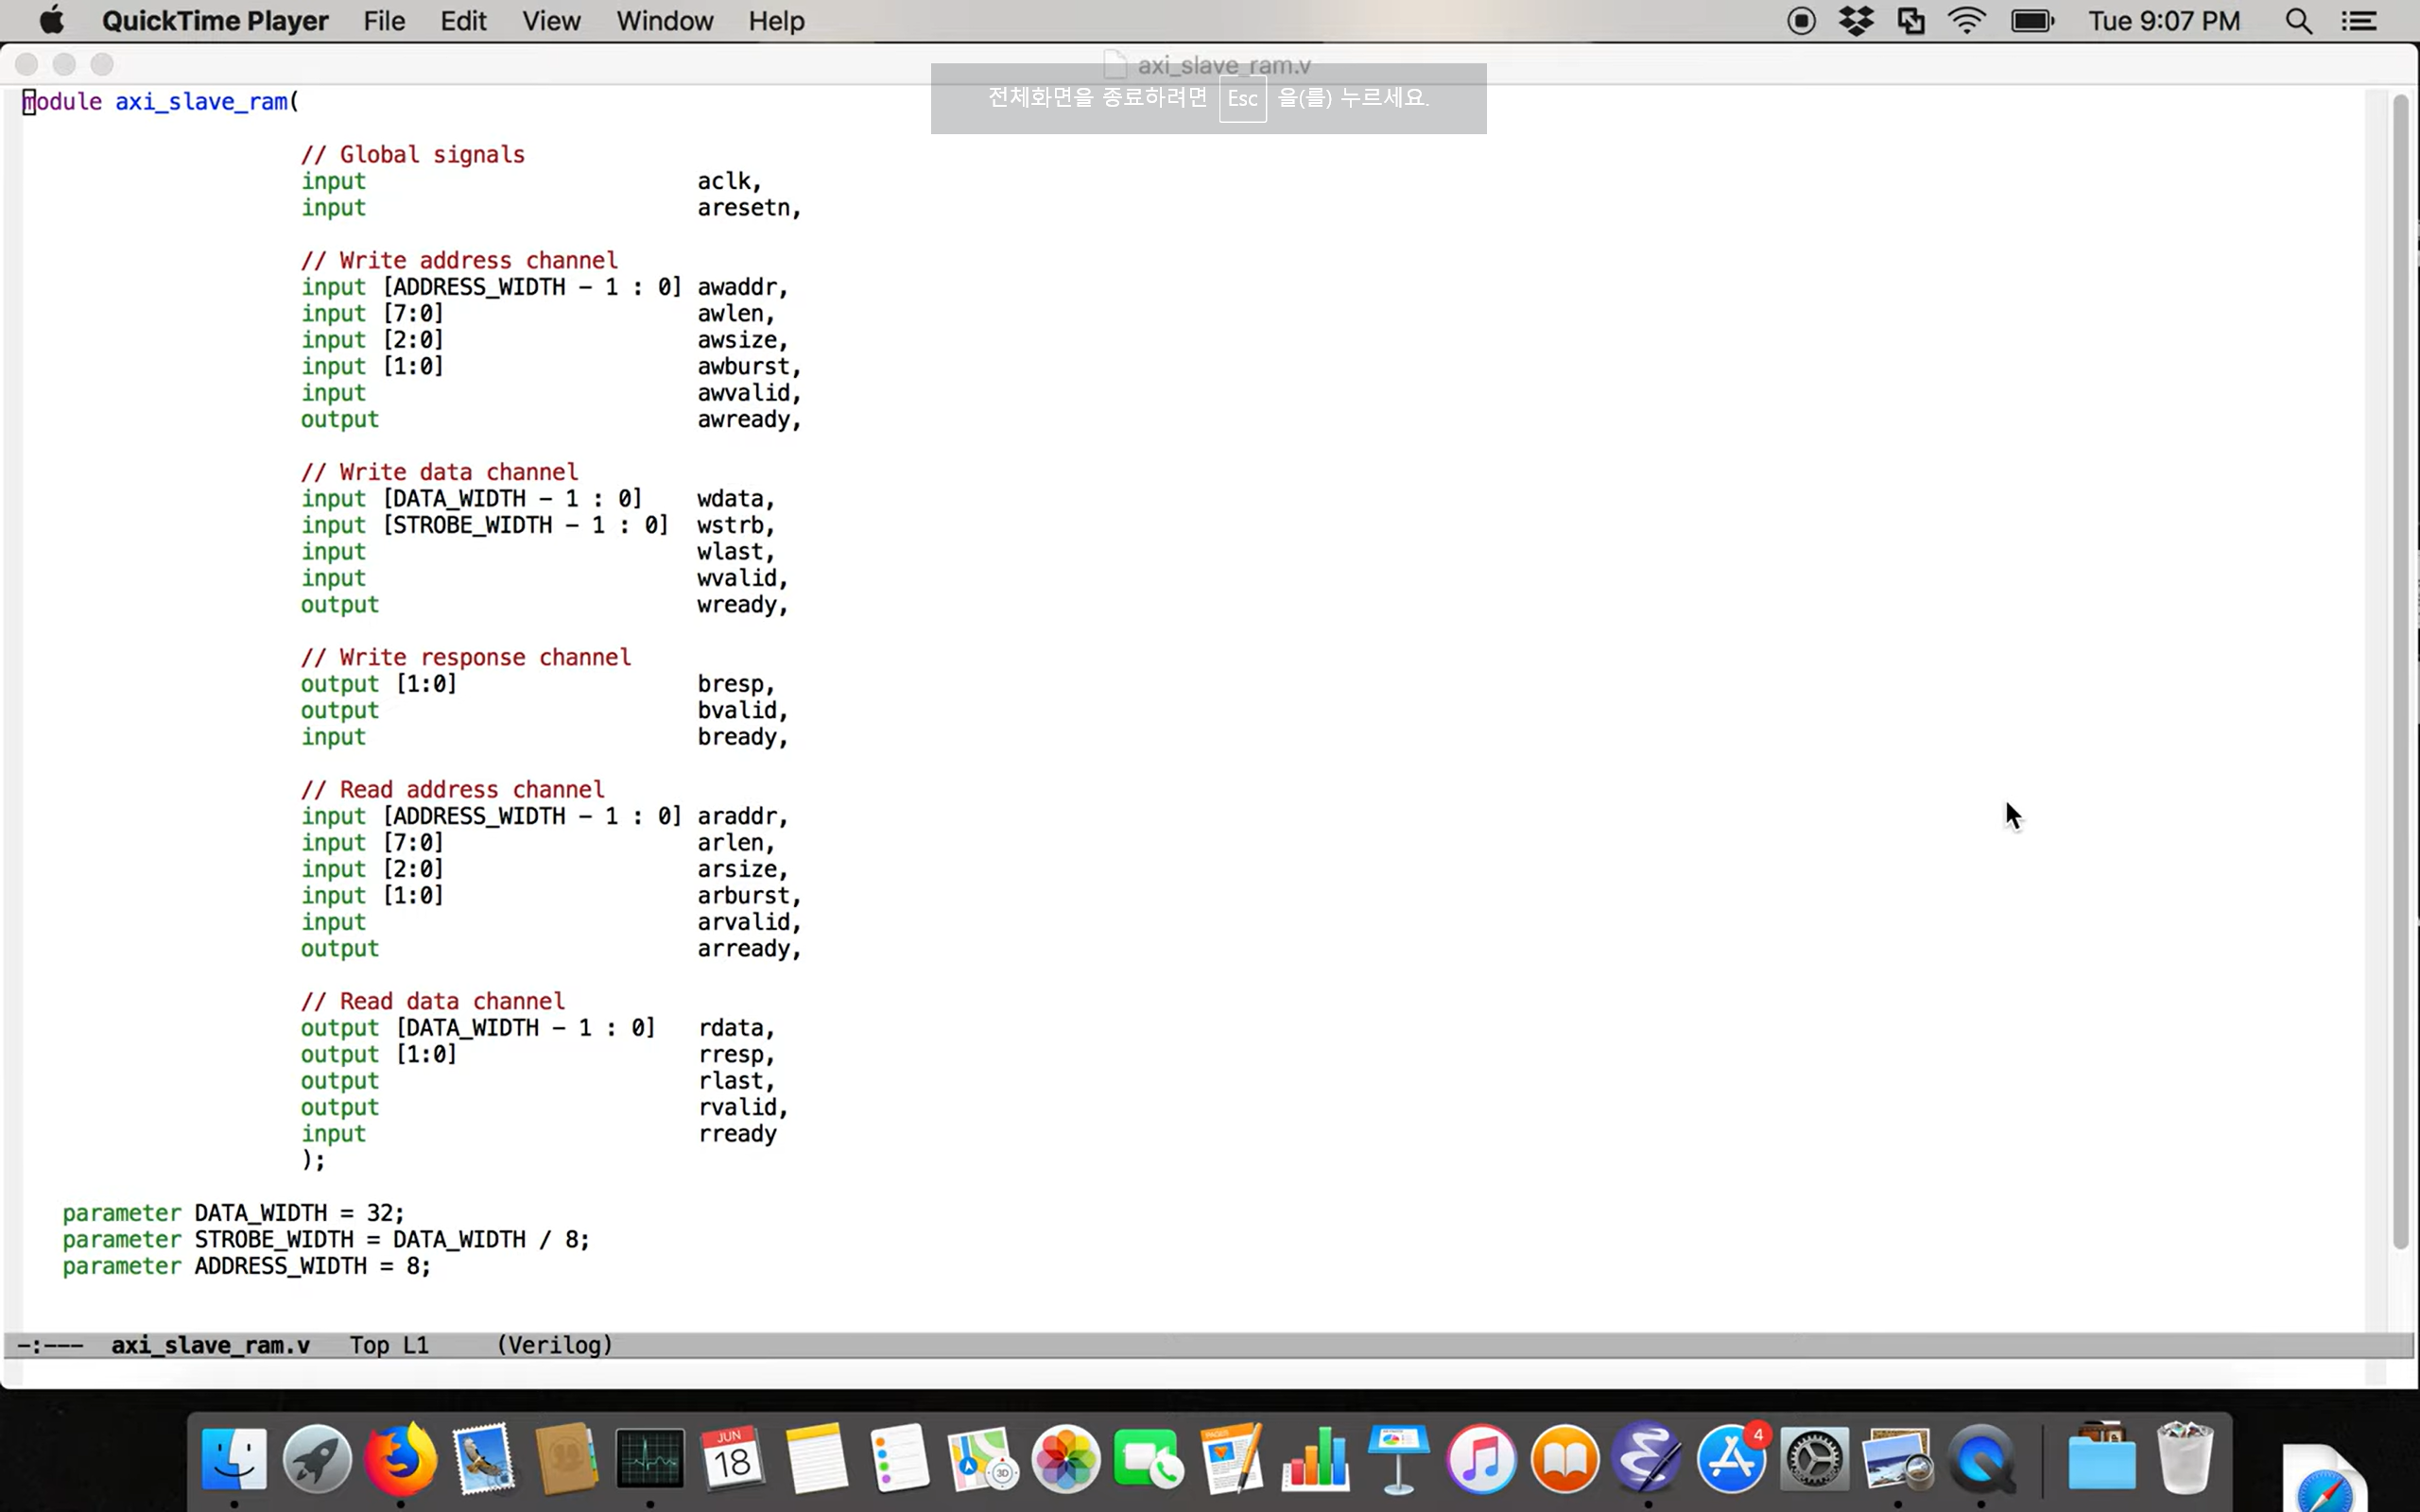 QuickTime Player File Edit View Window Help Tue 9:07 PM
axi_slave_ram.v
전체화면을 종료하려면 Esc 을(를) 누르세요.
module axi_slave_ram(
// Global signals
input aclk,
input aresetn,
// Write address channel
input [ADDRESS_WIDTH - 1 : 0] awaddr,
input [7:0] awlen,
input [2:0] awsize,
input [1:0] awburst,
input awvalid,
output awready,
// Write data channel
input [DATA_WIDTH - 1 : 0] wdata,
input [STROBE_WIDTH - 1 : 0] wstrb,
input wlast,
input wvalid,
output wready,
// Write response channel
output [1:0] bresp,
output bvalid,
input bready,
// Read address channel
input [ADDRESS_WIDTH - 1 : 0] araddr,
input [7:0] arlen,
input [2:0] arsize,
input [1:0] arburst,
input arvalid,
output arready,
// Read data channel
output [DATA_WIDTH - 1 : 0] rdata,
output [1:0] rresp,
output rlast,
output rvalid,
input rready
);
parameter DATA_WIDTH = 32;
parameter STROBE_WIDTH = DATA_WIDTH / 8;
parameter ADDRESS_WIDTH = 8;
-:--- axi_slave_ram.v Top L1 (Verilog)
JUN
18
3D
PAGES
4